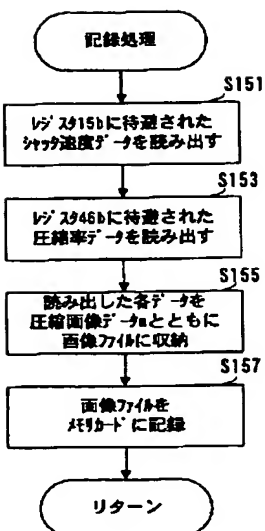 記録処理
S151
ﾚｼﾞｽﾀ15bに待避された
ｼｬｯﾀ速度ﾃﾞｰﾀを読み出す
S153
ﾚｼﾞｽﾀ46bに待避された
圧縮率ﾃﾞｰﾀを読み出す
S155
読み出した各ﾃﾞｰﾀを
圧縮画像ﾃﾞｰﾀmとともに
画像ﾌｧｲﾙに収納
S157
画像ﾌｧｲﾙを
ﾒﾓﾘｶｰﾄﾞに記録
リターン